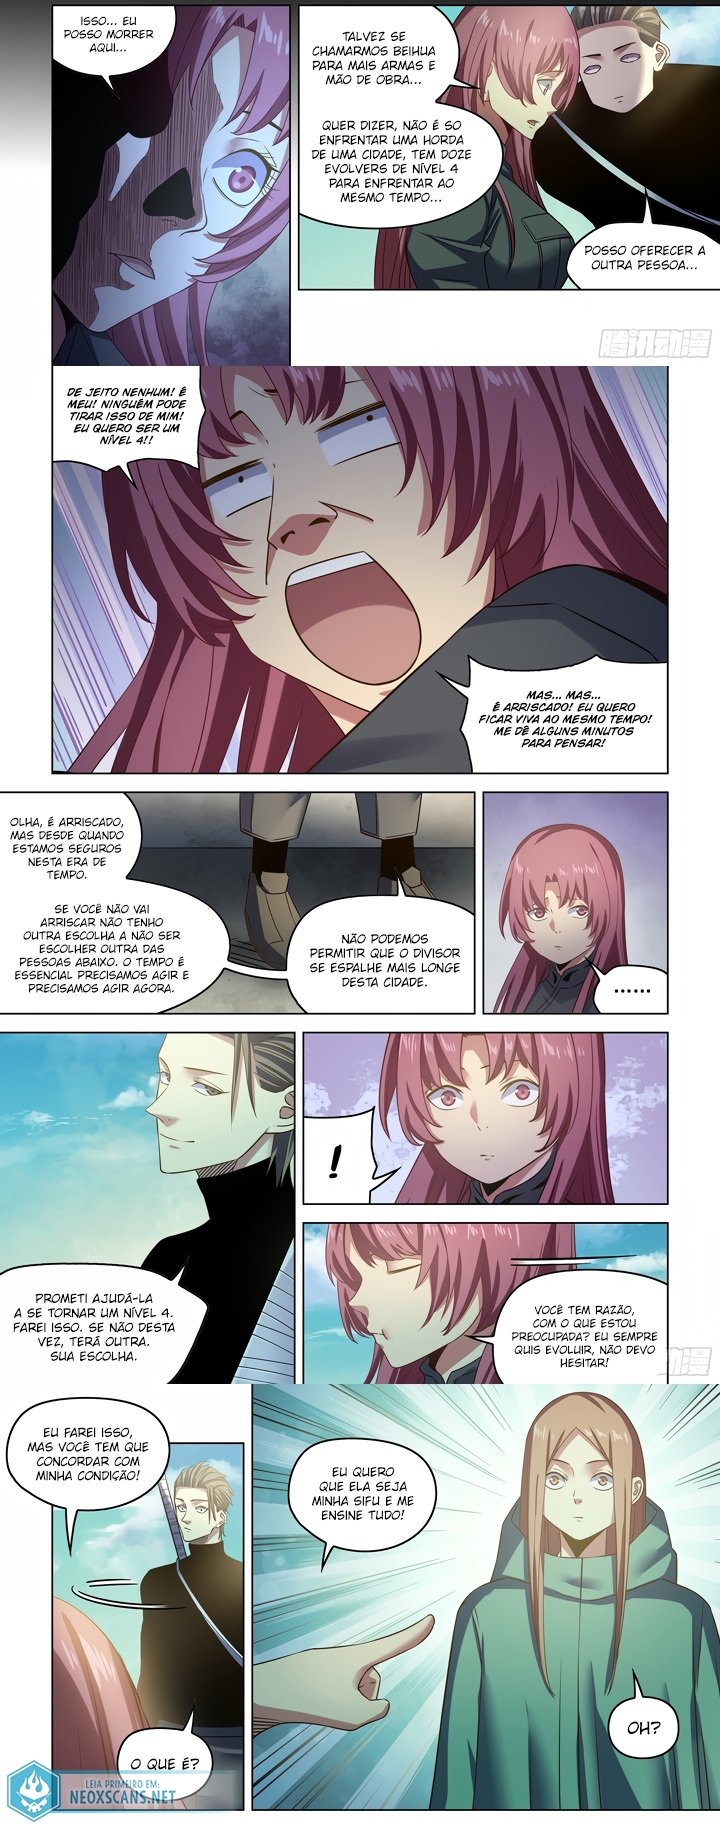 ISSO... EU
POSSO MORRER
AQUI...
TALVEZ SE
CHAMARMOS BEIHUA
PARA MAIS ARMAS E
MÃO DE OBRA...
QUER DIZER, NÃO É SO
ENFRENTAR UMA HORDA
DE UMA CIDADE, TEM DOZE
EVOLVERS DE NÍVEL 4
PARA ENFRENTAR AO
MESMO TEMPO...
POSSO OFERECER A
OUTRA PESSOA...
腾讯动漫
DE JEITO NENHUM! É
MEU! NINGUÉM PODE
TIRAR ISSO DE MIM!
EU QUERO SER UM
NÍVEL 4!!
MAS... MAS...
É ARRISCADO! EU QUERO
FICAR VIVA AO MESMO TEMPO!
ME DÊ ALGUNS MINUTOS
PARA PENSAR!
OLHA, É ARRISCADO,
MAS DESDE QUANDO
ESTAMOS SEGUROS
NESTA ERA DE
TEMPO.
SE VOCÊ NÃO VAI
ARRISCAR NÃO TENHO
OUTRA ESCOLHA A NÃO SER
ESCOLHER OUTRA DAS
PESSOAS ABAIXO. O TEMPO É
ESSENCIAL PRECISAMOS AGIR E
PRECISAMOS AGIR AGORA.
NÃO PODEMOS
PERMITIR QUE O DIVISOR
SE ESPALHE MAIS LONGE
DESTA CIDADE.
......
!
PROMETI AJUDÁ-LA
A SE TORNAR UM NÍVEL 4.
FAREI ISSO. SE NÃO DESTA
VEZ, TERÁ OUTRA.
SUA ESCOLHA.
VOCÊ TEM RAZÃO,
COM O QUE ESTOU
PREOCUPADA? EU SEMPRE
QUIS EVOLUIR, NÃO DEVO
HESITAR!
EU FAREI ISSO,
MAS VOCÊ TEM QUE
CONCORDAR COM
MINHA CONDIÇÃO!
EU QUERO
QUE ELA SEJA
MINHA SIFU E ME
ENSINE TUDO!
O QUE É?
OH?
LEIA PRIMEIRO EM:
NEOXSCANS.NET